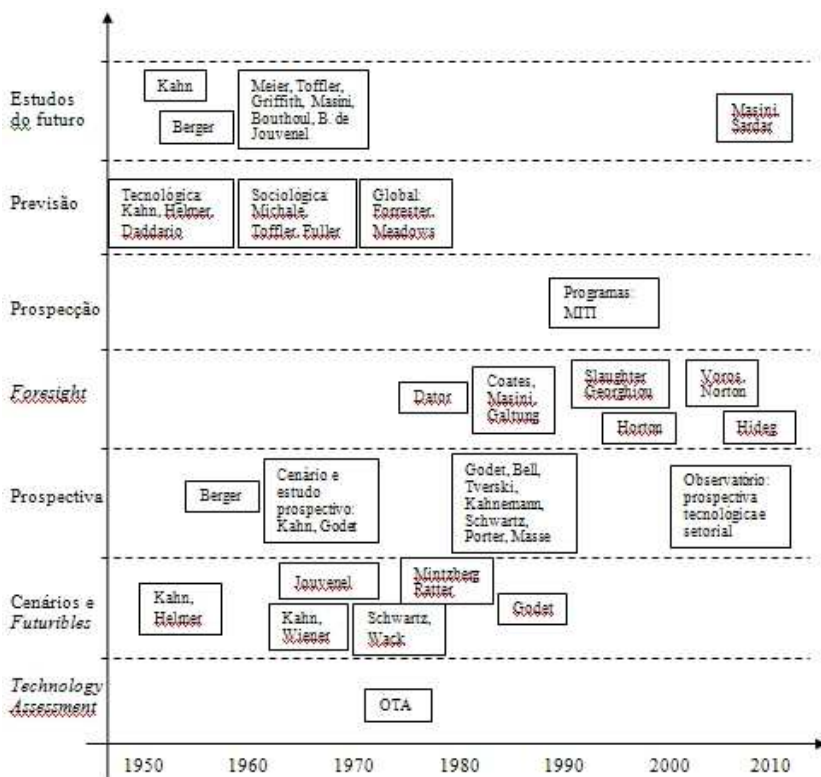 Estudos
do futuro
Kahn
Berger
Meier, Toffler,
Griffith, Masini,
Bouthoul, B. de
Jouvenel
Masini,
Sardar
Previsão
Tecnológica:
Kahn, Helmer,
Daddario
Sociológica:
Michale,
Toffler, Fuller
Global:
Forrester,
Meadows
Prospecção
Programas:
MITI
Foresight
Dator
Coates,
Masini,
Galtung
Slaughter
Georghiou
Horton
Voros,
Norton
Hideg
Prospectiva
Berger
Cenário e
estudo
prospectivo:
Kahn, Godet
Godet, Bell,
Tverski,
Kahnemann,
Schwartz,
Porter, Masse
Observatório:
prospectiva
tecnológica e
setorial
Cenários e
Futuribles
Kahn,
Helmer
Jouvenel
Kahn,
Wiener
Schwartz,
Wack
Mintzberg
Ratter
Godet
Technology
Assessment
OTA
1950 1960 1970 1980 1990 2000 2010